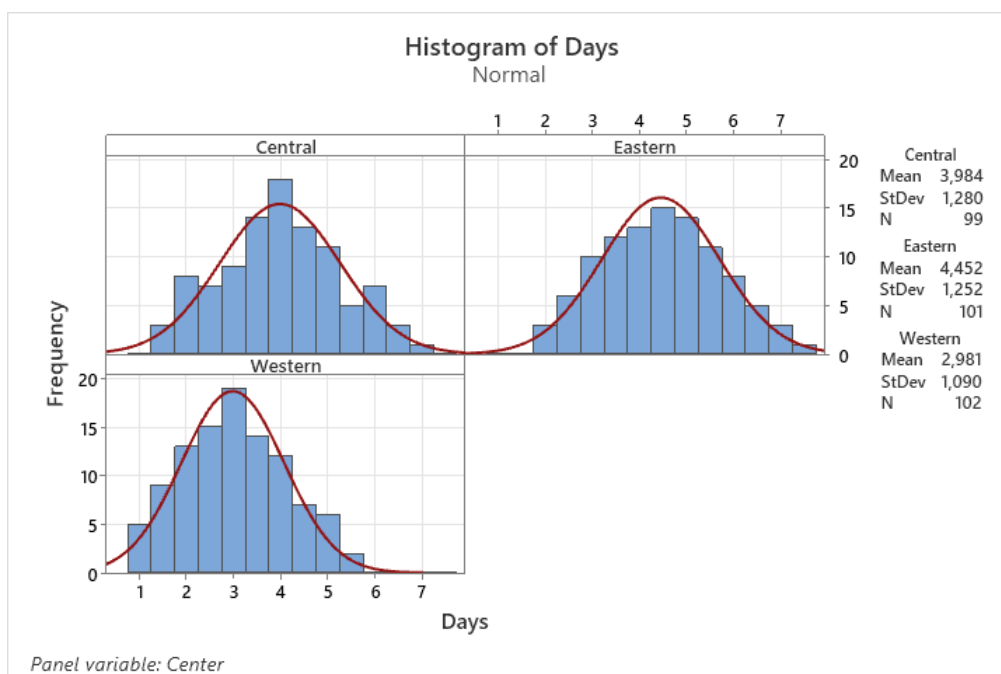 Histogram of Days
Normal
1 2 3 4 5 6 7
Central Eastern
20
15
10
5
0
Western
20
15
10
5
0
1 2 3 4 5 6 7
Frequency
Days
Central
Mean 3,984
StDev 1,280
N 99
Eastern
Mean 4,452
StDev 1,252
N 101
Western
Mean 2,981
StDev 1,090
N 102
Panel variable: Center